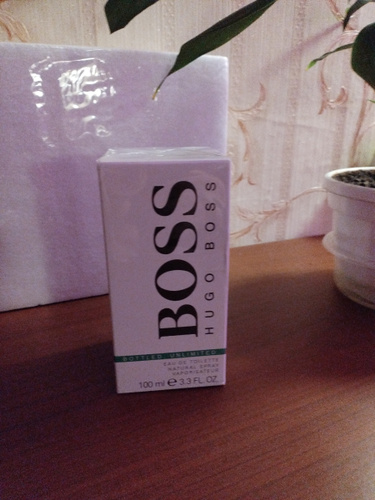 BOSS
HUGO BOSS
BOTTLED UNLIMITED
EAU DE TOILETTE
NATURAL SPRAY
VAPORISATEUR
100 ml ℮ 3.3 FL. OZ.